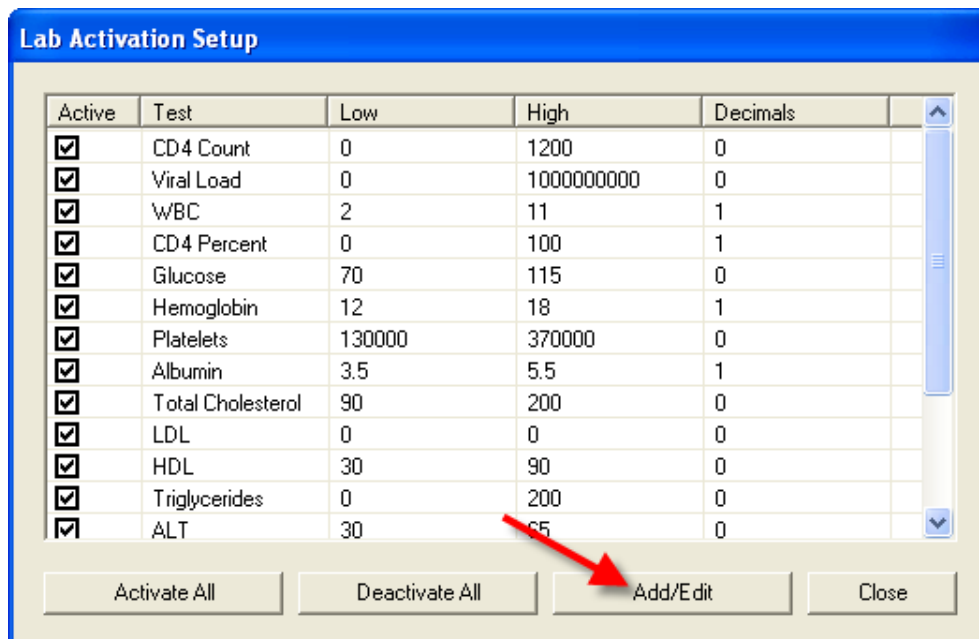 Lab Activation Setup
Active Test Low High Decimals
CD4 Count 0 1200 0
Viral Load 0 1000000000 0
WBC 2 11 1
CD4 Percent 0 100 1
Glucose 70 115 0
Hemoglobin 12 18 1
Platelets 130000 370000 0
Albumin 3.5 5.5 1
Total Cholesterol 90 200 0
LDL 0 0 0
HDL 30 90 0
Triglycerides 0 200 0
ALT 30 65 0
Activate All Deactivate All Add/Edit Close